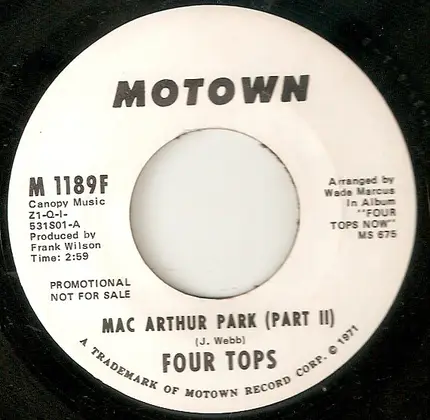 MOTOWN
M 1189F
Canopy Music
Z1-Q-I-
531S01-A
Produced by
Frank Wilson
Time: 2:59
PROMOTIONAL
NOT FOR SALE
Arranged by
Wade Marcus
In Album
"FOUR
TOPS NOW"
MS 675
MAC ARTHUR PARK (PART II)
(J. Webb)
FOUR TOPS
A TRADEMARK OF MOTOWN RECORD CORP. © 1971